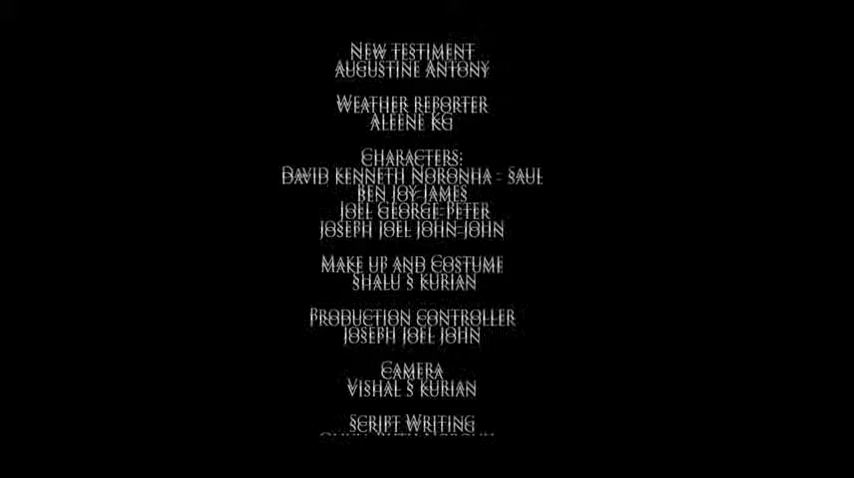 New testiment
Augustine Antony
Weather reporter
Aleene KG
Characters:
David Kenneth Noronha - Saul
Ben Joy-James
Joel George-Peter
Joseph Joel John-John
Make up and Costume
Shalu S Kurian
Production controller
Joseph Joel John
Camera
Vishal S Kurian
Script Writing